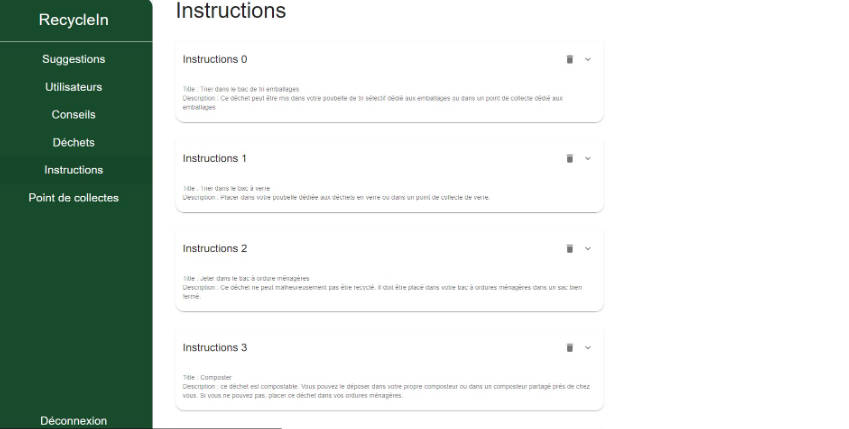 RecycleIn
Suggestions
Utilisateurs
Conseils
Déchets
Instructions
Point de collectes
Déconnexion
Instructions
Instructions 0
Title : Trier dans le bac de tri emballages
Description : Ce déchet peut être mis dans votre poubelle de tri sélectif dédié aux emballages ou dans un point de collecte dédié aux
emballages
Instructions 1
Title : Trier dans le bac à verre
Description : Placer dans votre poubelle dédiée aux déchets en verre ou dans un point de collecte de verre.
Instructions 2
Title : Jeter dans le bac à ordure ménagères
Description : Ce déchet ne peut malheureusement pas être recyclé. Il doit être placé dans votre bac à ordures ménagères dans un sac bien
fermé.
Instructions 3
Title : Composter
Description : ce déchet est compostable. Vous pouvez le déposer dans votre propre composteur ou dans un composteur partagé près de chez
vous. Si vous ne pouvez pas, placer ce déchet dans vos ordures ménagères.